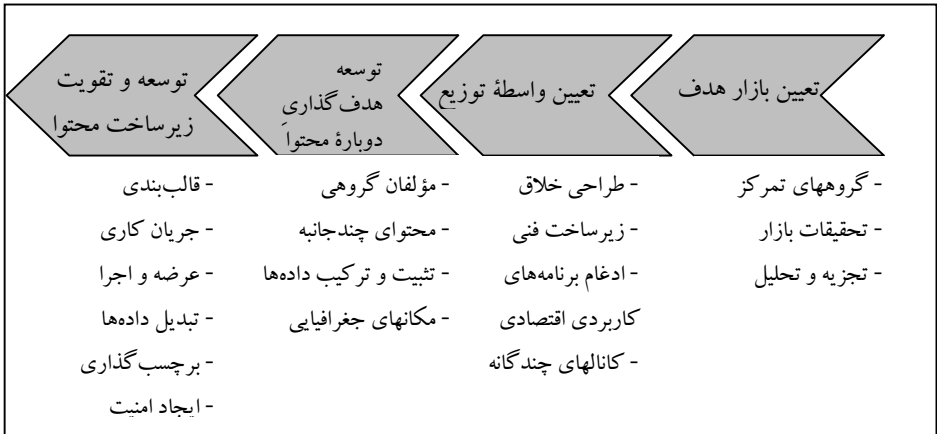 تعیین بازار هدف
- گروههای تمرکز
- تحقیقات بازار
- تجزیه و تحلیل
تعیین واسطهٔ توزیع
- طراحی خلاق
- زیرساخت فنی
- ادغام برنامه‌های
کاربردی اقتصادی
- کانالهای چندگانه
توسعه
هدف‌گذاری
دوبارهٔ محتوا
- مؤلفان گروهی
- محتوای چندجانبه
- تثبیت و ترکیب داده‌ها
- مکانهای جغرافیایی
توسعه و تقویت
زیرساخت محتوا
- قالب‌بندی
- جریان کاری
- عرضه و اجرا
- تبدیل داده‌ها
- برچسب‌گذاری
- ایجاد امنیت